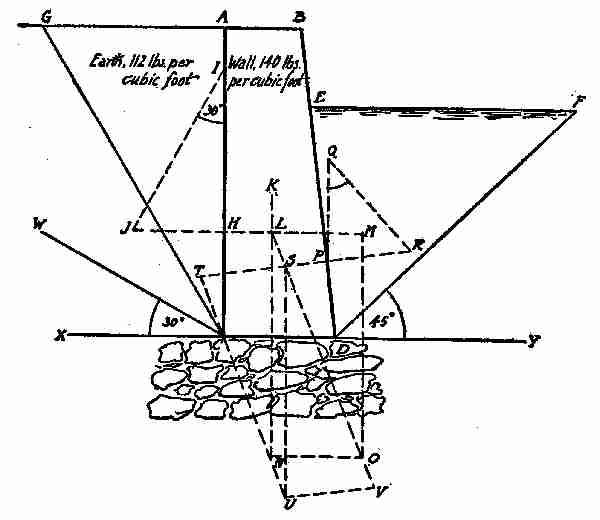 G A B
Earth, 112 lbs. per
cubic foot
I
Wall, 140 lbs.
per cubic foot
E F
30°
Q
K
W J H L M
R
P
S
T
30° 45°
X D Y
N O
V
U